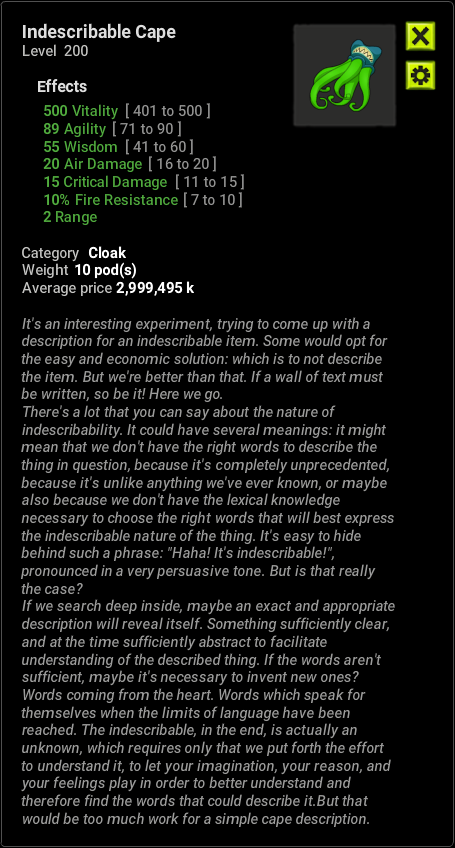 Indescribable Cape
Level 200
Effects
500 Vitality [ 401 to 500 ]
89 Agility [ 71 to 90 ]
55 Wisdom [ 41 to 60 ]
20 Air Damage [ 16 to 20 ]
15 Critical Damage [ 11 to 15 ]
10% Fire Resistance [ 7 to 10 ]
2 Range
Category Cloak
Weight 10 pod(s)
Average price 2,999,495 k
It's an interesting experiment, trying to come up with a
description for an indescribable item. Some would opt for
the easy and economic solution: which is to not describe
the item. But we're better than that. If a wall of text must
be written, so be it! Here we go.
There's a lot that you can say about the nature of
indescribability. It could have several meanings: it might
mean that we don't have the right words to describe the
thing in question, because it's completely unprecedented,
because it's unlike anything we've ever known, or maybe
also because we don't have the lexical knowledge
necessary to choose the right words that will best express
the indescribable nature of the thing. It's easy to hide
behind such a phrase: "Haha! It's indescribable!",
pronounced in a very persuasive tone. But is that really
the case?
If we search deep inside, maybe an exact and appropriate
description will reveal itself. Something sufficiently clear,
and at the time sufficiently abstract to facilitate
understanding of the described thing. If the words aren't
sufficient, maybe it's necessary to invent new ones?
Words coming from the heart. Words which speak for
themselves when the limits of language have been
reached. The indescribable, in the end, is actually an
unknown, which requires only that we put forth the effort
to understand it, to let your imagination, your reason, and
your feelings play in order to better understand and
therefore find the words that could describe it.But that
would be too much work for a simple cape description.